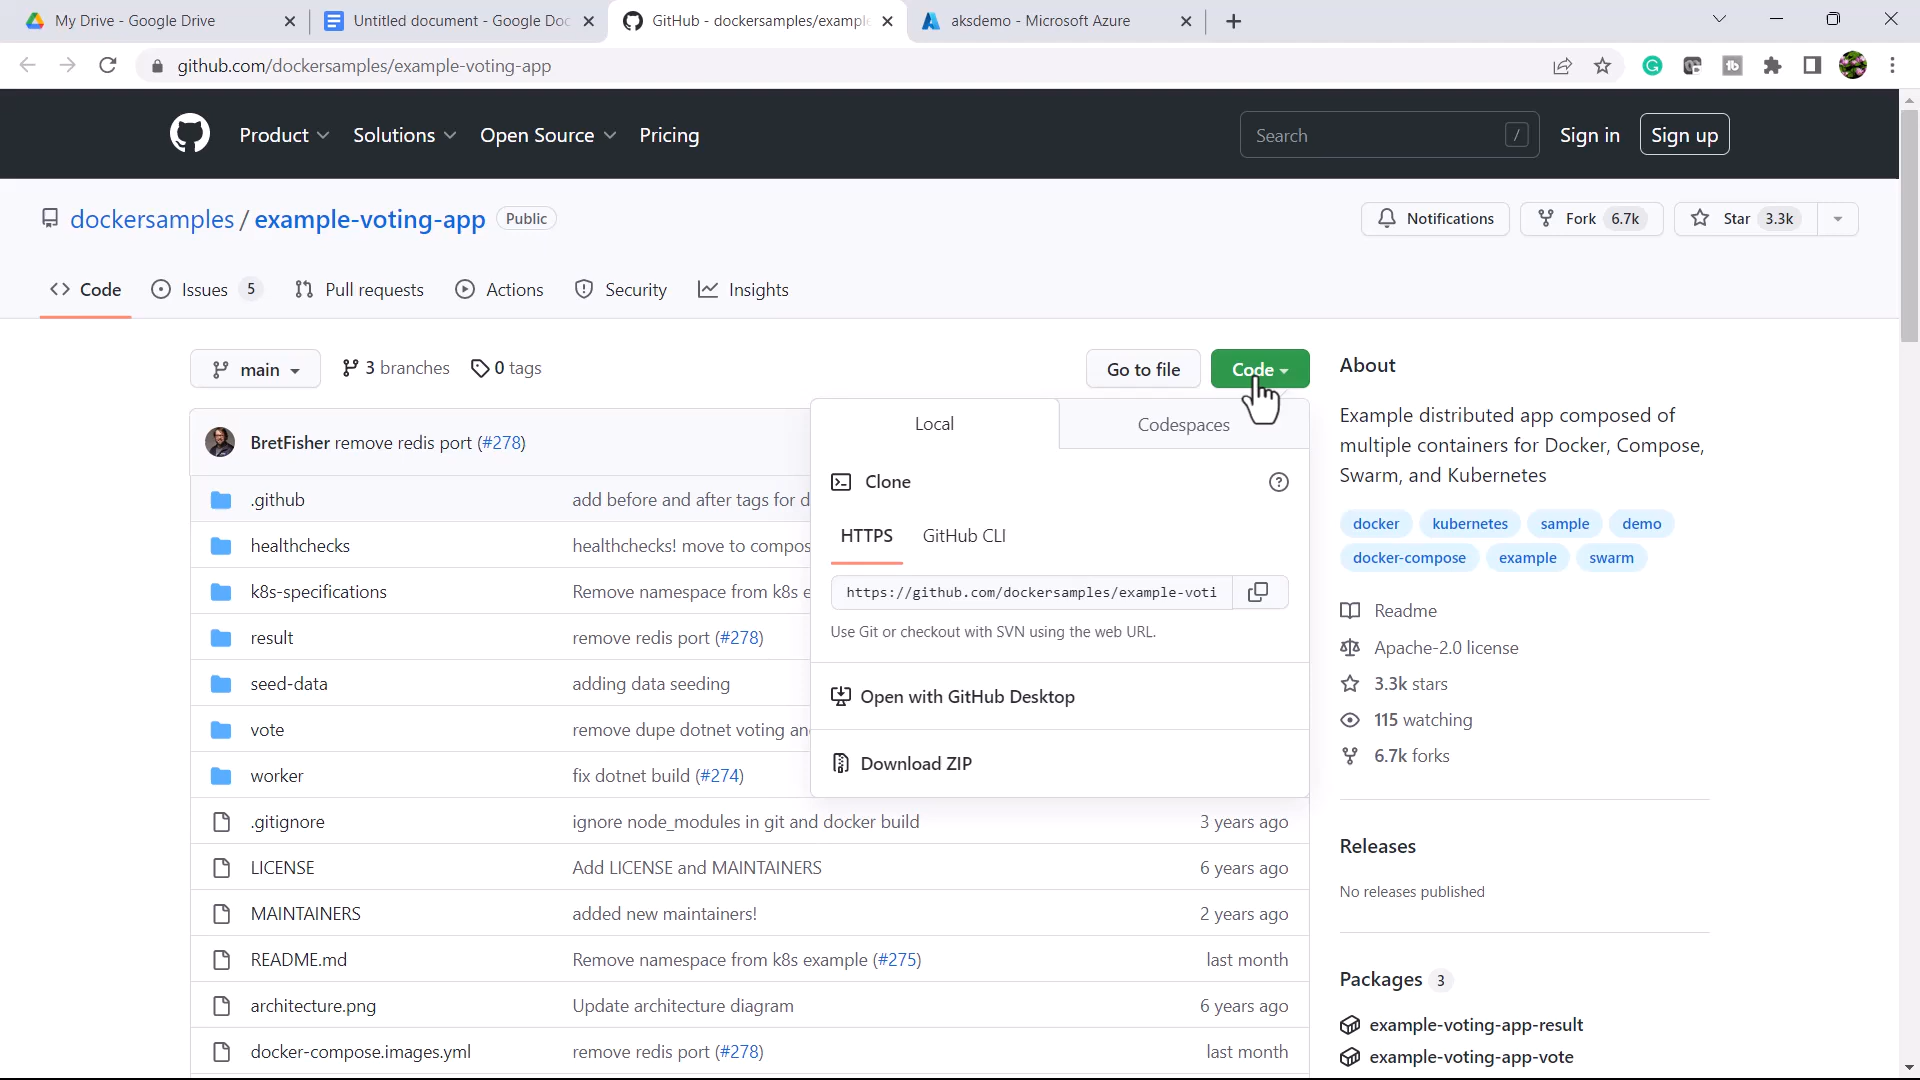 My Drive - Google Drive
Untitled document - Google Doc
GitHub - dockersamples/example
aksdemo - Microsoft Azure
github.com/dockersamples/example-voting-app
Product
Solutions
Open Source
Pricing
Search /
Sign in
Sign up
dockersamples / example-voting-app Public
Notifications
Fork 6.7k
Star 3.3k
Code
Issues 5
Pull requests
Actions
Security
Insights
main
3 branches
0 tags
Go to file
Code
BretFisher remove redis port (#278)
.github add before and after tags for d
healthchecks healthchecks! move to compos
k8s-specifications Remove namespace from k8s e
result remove redis port (#278)
seed-data adding data seeding
vote remove dupe dotnet voting an
worker fix dotnet build (#274)
.gitignore ignore node_modules in git and docker build 3 years ago
LICENSE Add LICENSE and MAINTAINERS 6 years ago
MAINTAINERS added new maintainers! 2 years ago
README.md Remove namespace from k8s example (#275) last month
architecture.png Update architecture diagram 6 years ago
docker-compose.images.yml remove redis port (#278) last month
Local
Codespaces
Clone
HTTPS
GitHub CLI
https://github.com/dockersamples/example-voti
Use Git or checkout with SVN using the web URL.
Open with GitHub Desktop
Download ZIP
About
Example distributed app composed of
multiple containers for Docker, Compose,
Swarm, and Kubernetes
docker kubernetes sample demo
docker-compose example swarm
Readme
Apache-2.0 license
3.3k stars
115 watching
6.7k forks
Releases
No releases published
Packages 3
example-voting-app-result
example-voting-app-vote